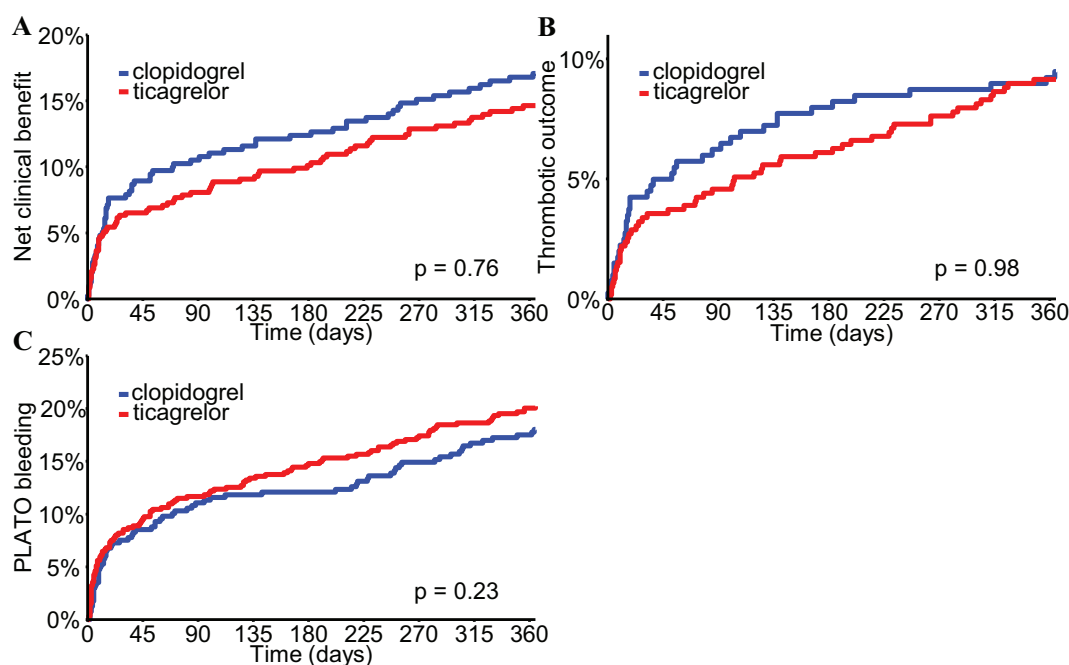 A
Net clinical benefit
20%
15%
10%
5%
0%
clopidogrel
ticagrelor
p = 0.76
0 45 90 135 180 225 270 315 360
Time (days)
B
Thrombotic outcome
10%
5%
0%
clopidogrel
ticagrelor
p = 0.98
0 45 90 135 180 225 270 315 360
Time (days)
C
PLATO bleeding
25%
20%
15%
10%
5%
0%
clopidogrel
ticagrelor
p = 0.23
0 45 90 135 180 225 270 315 360
Time (days)